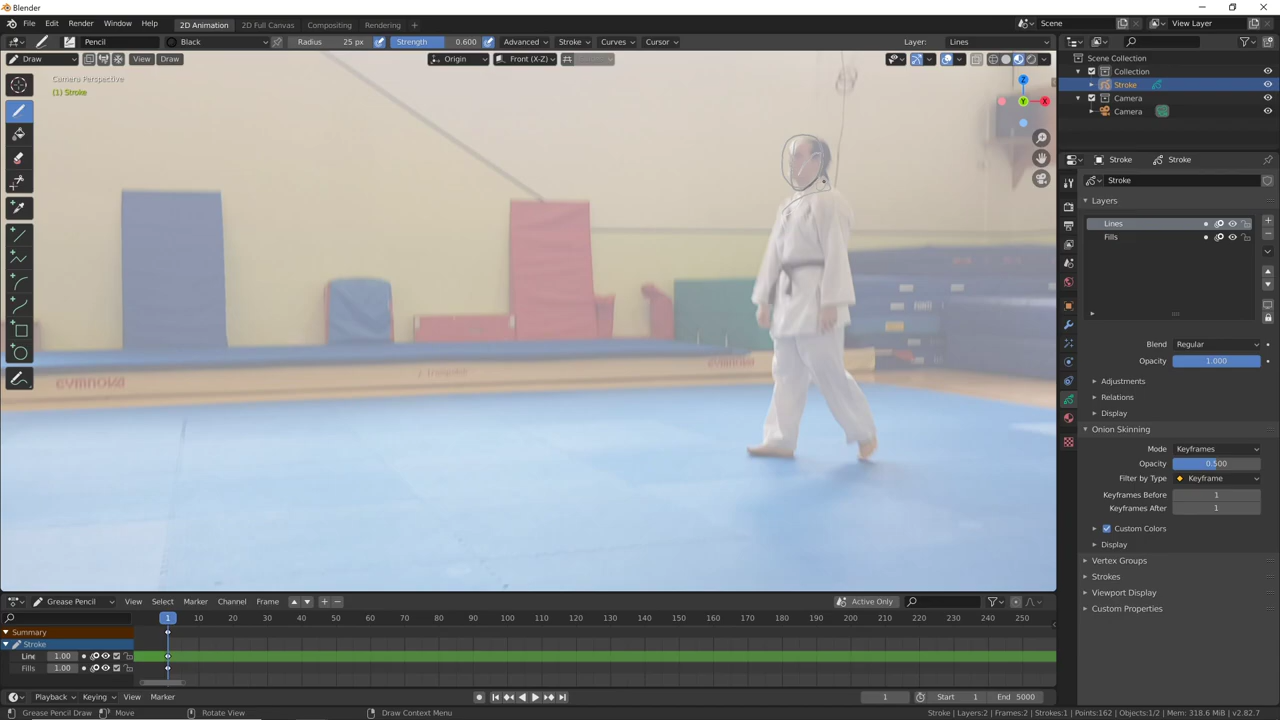 Blender
File Edit Render Window Help 2D Animation 2D Full Canvas Compositing Rendering + Scene View Layer
Pencil Black Radius 25 px Strength 0.600 Advanced Stroke Curves Cursor Layer: Lines
Draw View Draw Origin Front (X-Z)
Camera Perspective
(1) Stroke
Z
Y
X
GYMNOVA
GYMNOVA
Scene Collection
Collection
Stroke
Camera
Camera
Stroke Stroke
Stroke
Layers
Lines
Fills
Blend Regular
Opacity 1.000
Adjustments
Relations
Display
Onion Skinning
Mode Keyframes
Opacity 0.500
Filter by Type Keyframe
Keyframes Before 1
Keyframes After 1
Custom Colors
Display
Vertex Groups
Strokes
Viewport Display
Custom Properties
Grease Pencil View Select Marker Channel Frame Active Only
1 10 20 30 40 50 60 70 80 90 100 110 120 130 140 150 160 170 180 190 200 210 220 230 240 250
Summary
Stroke
Line 1.00
Fills 1.00
Playback Keying View Marker 1 Start 1 End 5000
Grease Pencil Draw Move Rotate View Draw Context Menu Stroke | Layers:2 | Frames:2 | Strokes:1 | Points:162 | Objects:1/2 | Mem: 318.6 MiB | v2.82.7